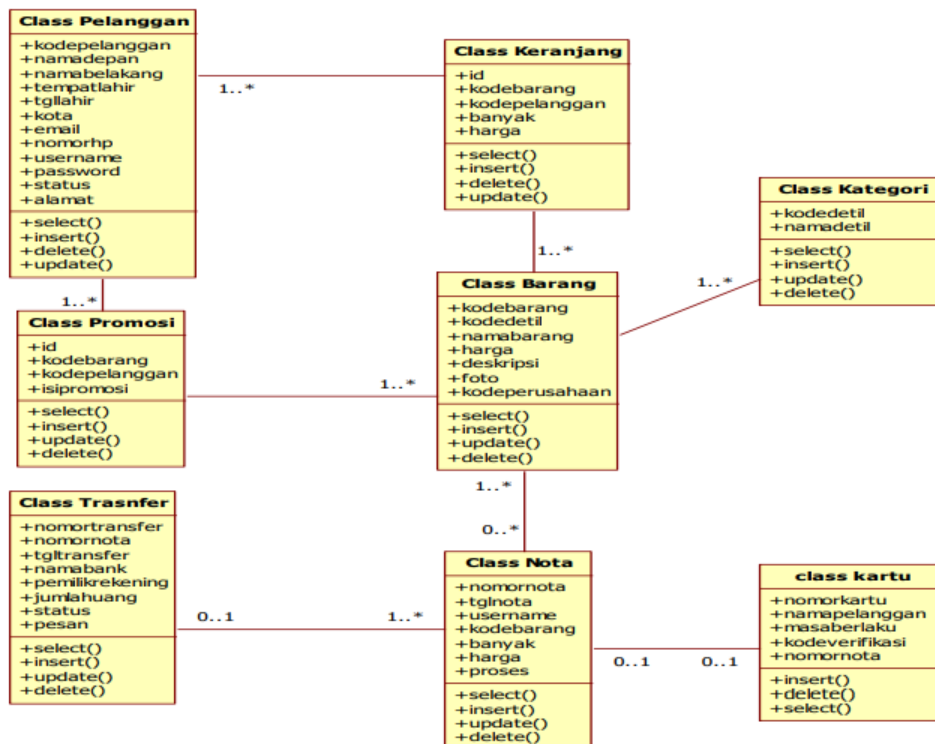 Class Pelanggan
+kodepelanggan
+namadepan
+namabelakang
+tempatlahir
+tgllahir
+kota
+email
+nomorhp
+username
+password
+status
+alamat
+select()
+insert()
+delete()
+update()
1..*
Class Keranjang
+id
+kodebarang
+kodepelanggan
+banyak
+harga
+select()
+insert()
+delete()
+update()
1..*
Class Kategori
+kodedetil
+namadetil
+select()
+insert()
+update()
+delete()
1..*
Class Barang
+kodebarang
+kodedetil
+namabarang
+harga
+deskripsi
+foto
+kodeperusahaan
+select()
+insert()
+update()
+delete()
1..*
Class Promosi
+id
+kodebarang
+kodepelanggan
+isipromosi
+select()
+insert()
+update()
+delete()
1..*
1..*
0..*
Class Trasnfer
+nomortransfer
+nomornota
+tgltransfer
+namabank
+pemilikrekening
+jumlahuang
+status
+pesan
+select()
+insert()
+update()
+delete()
0..1
1..*
Class Nota
+nomornota
+tglnota
+username
+kodebarang
+banyak
+harga
+proses
+select()
+insert()
+update()
+delete()
0..1
0..1
class kartu
+nomorkartu
+namapelanggan
+masaberlaku
+kodeverifikasi
+nomornota
+insert()
+delete()
+select()